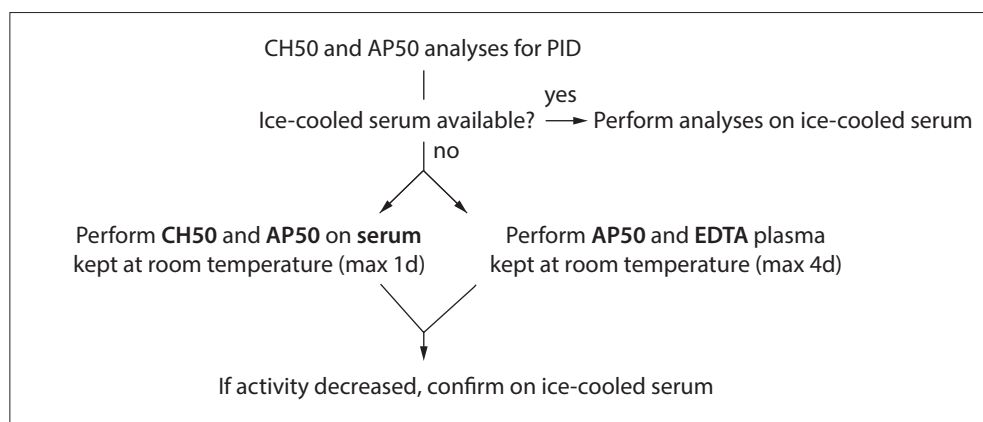 CH50 and AP50 analyses for PID
yes
Ice-cooled serum available?
Perform analyses on ice-cooled serum
no
Perform CH50 and AP50 on serum
kept at room temperature (max 1d)
Perform AP50 and EDTA plasma
kept at room temperature (max 4d)
If activity decreased, confirm on ice-cooled serum